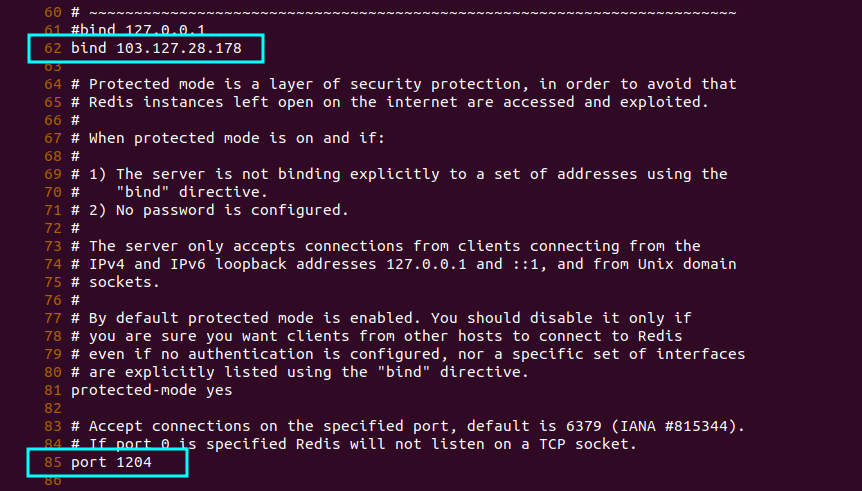 60 # ~~~~~~~~~~~~~~~~~~~~~~~~~~~~~~~~~~~~~~~~~~~~~~~~~~~~~~~~~~~~~~~~~~~~~~~~
61 #bind 127.0.0.1
62 bind 103.127.28.178
63
64 # Protected mode is a layer of security protection, in order to avoid that
65 # Redis instances left open on the internet are accessed and exploited.
66 #
67 # When protected mode is on and if:
68 #
69 # 1) The server is not binding explicitly to a set of addresses using the
70 #    "bind" directive.
71 # 2) No password is configured.
72 #
73 # The server only accepts connections from clients connecting from the
74 # IPv4 and IPv6 loopback addresses 127.0.0.1 and ::1, and from Unix domain
75 # sockets.
76 #
77 # By default protected mode is enabled. You should disable it only if
78 # you are sure you want clients from other hosts to connect to Redis
79 # even if no authentication is configured, nor a specific set of interfaces
80 # are explicitly listed using the "bind" directive.
81 protected-mode yes
82
83 # Accept connections on the specified port, default is 6379 (IANA #815344).
84 # If port 0 is specified Redis will not listen on a TCP socket.
85 port 1204
86